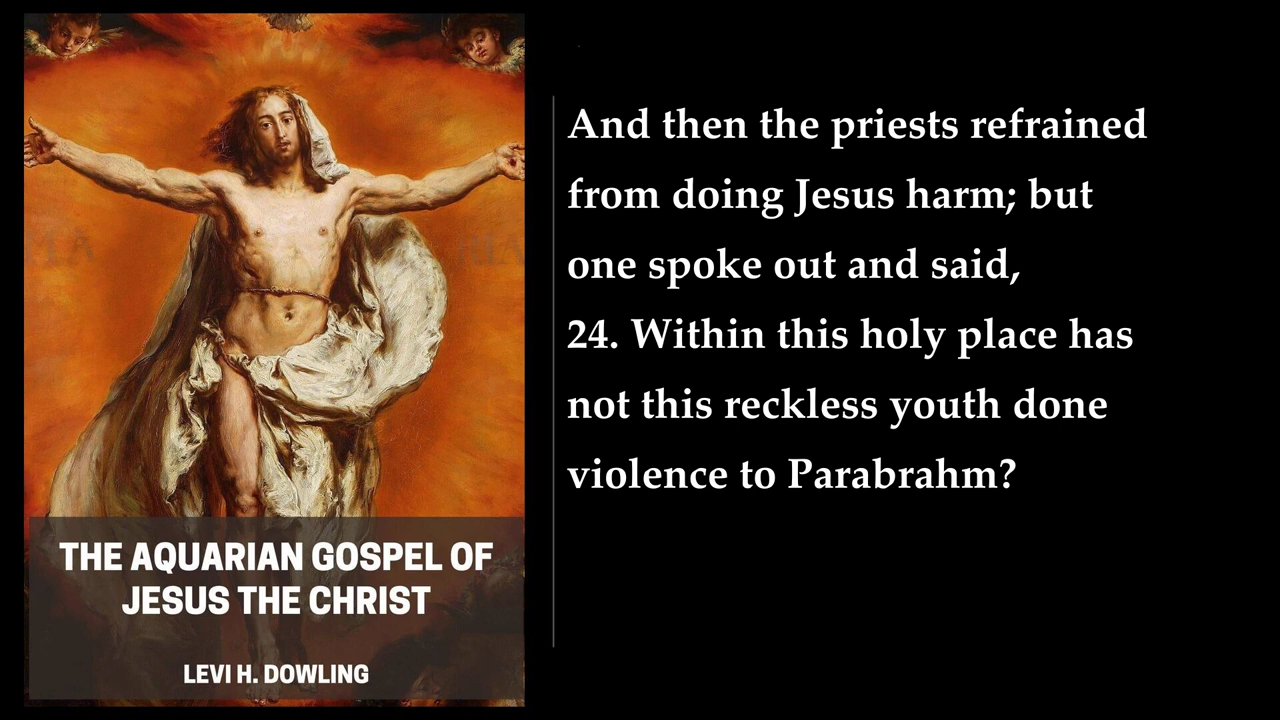 And then the priests refrained
from doing Jesus harm; but
one spoke out and said,
24. Within this holy place has
not this reckless youth done
violence to Parabrahm?
THE AQUARIAN GOSPEL OF
JESUS THE CHRIST
LEVI H. DOWLING